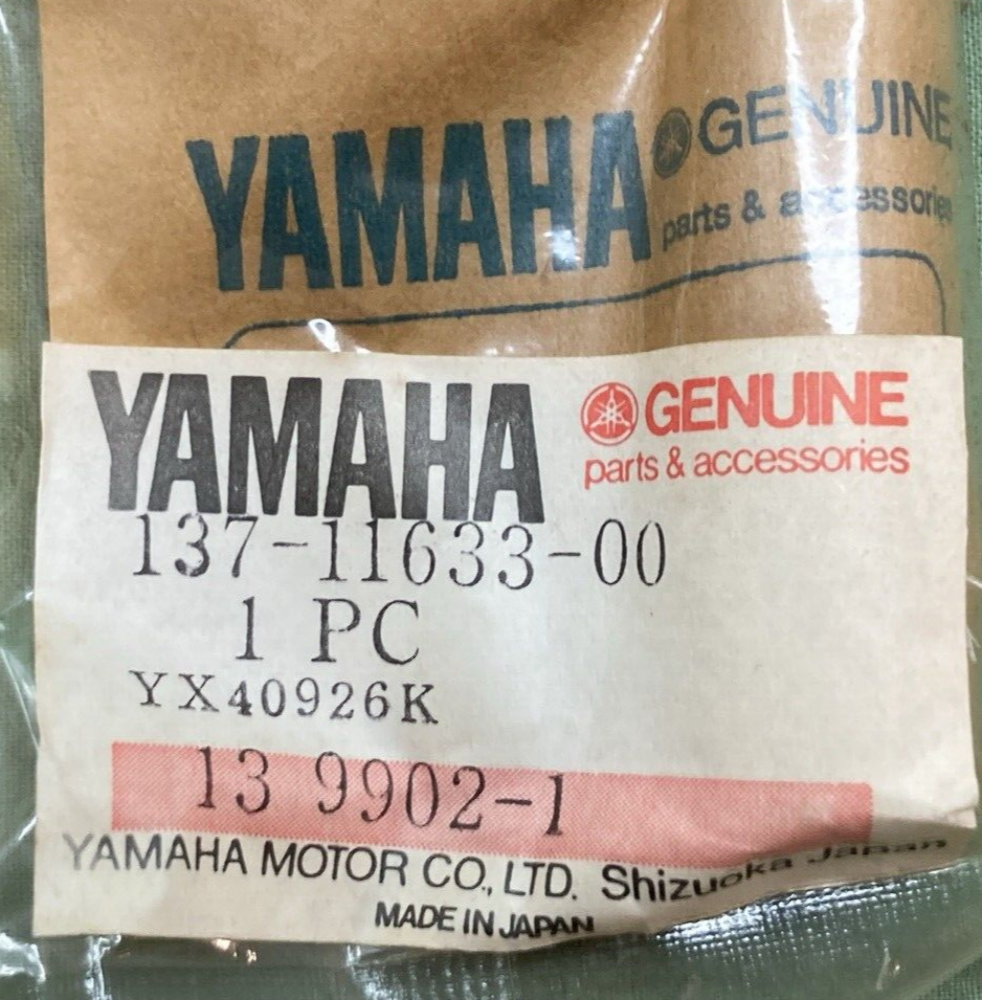 YAMAHA GENUINE
parts & accessories
YAMAHA GENUINE
parts & accessories
137-11633-00
1 PC
YX40926K
13 9902-1
YAMAHA MOTOR CO., LTD. Shizuoka Japan
MADE IN JAPAN